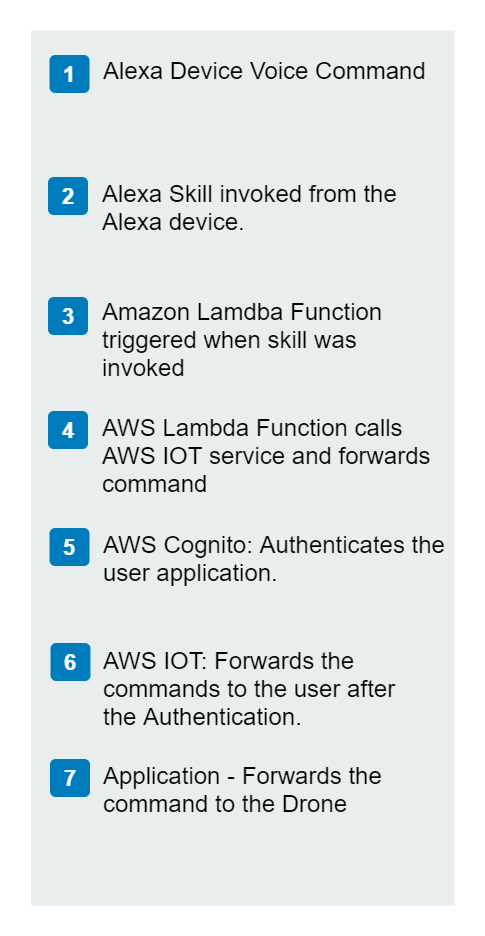 1 Alexa Device Voice Command
2 Alexa Skill invoked from the
Alexa device.
3 Amazon Lamdba Function
triggered when skill was
invoked
4 AWS Lambda Function calls
AWS IOT service and forwards
command
5 AWS Cognito: Authenticates the
user application.
6 AWS IOT: Forwards the
commands to the user after
the Authentication.
7 Application - Forwards the
command to the Drone